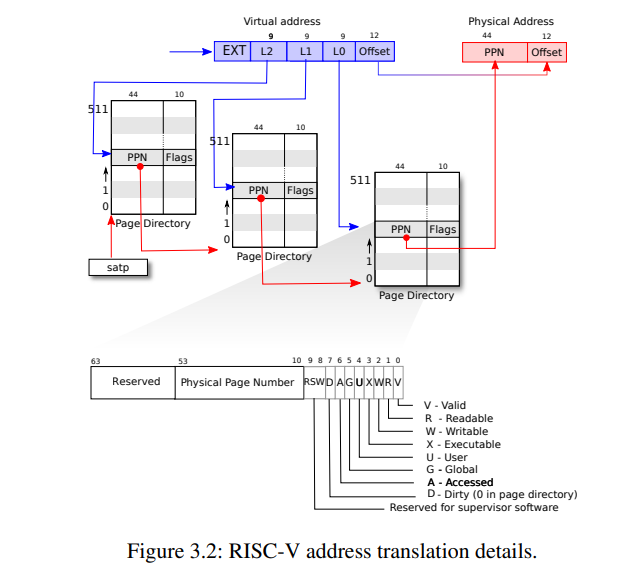 Virtual address
Physical Address
9 9 9 12
44 12
EXT L2 L1 L0 Offset
PPN Offset
44 10
511
PPN Flags
1
0
Page Directory
satp
44 10
511
PPN Flags
1
0
Page Directory
44 10
511
PPN Flags
1
0
Page Directory
63 53 10 9 8 7 6 5 4 3 2 1 0
Reserved Physical Page Number RSW D A G U X W R V
V - Valid
R - Readable
W - Writable
X - Executable
U - User
G - Global
A - Accessed
D - Dirty (0 in page directory)
Reserved for supervisor software
Figure 3.2: RISC-V address translation details.